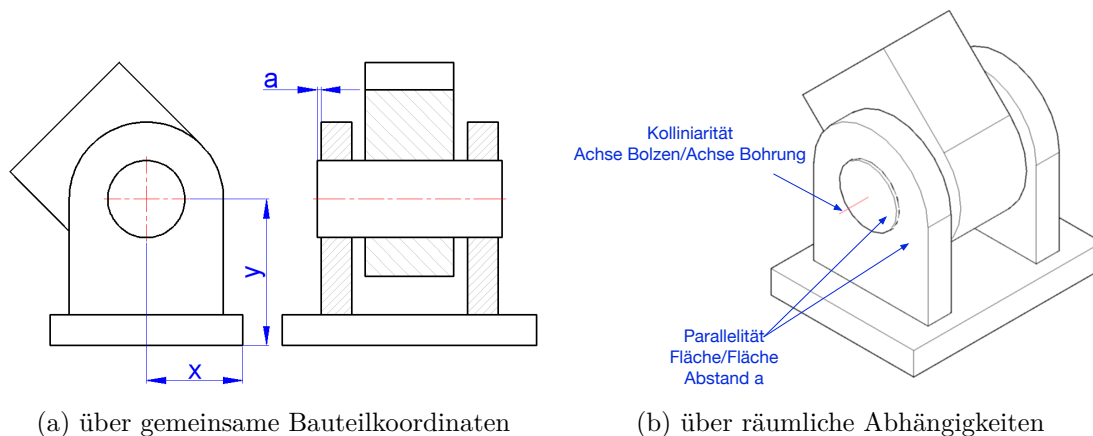 a
y
x
(a) über gemeinsame Bauteilkoordinaten
Kolliniarität
Achse Bolzen/Achse Bohrung
Parallelität
Fläche/Fläche
Abstand a
(b) über räumliche Abhängigkeiten